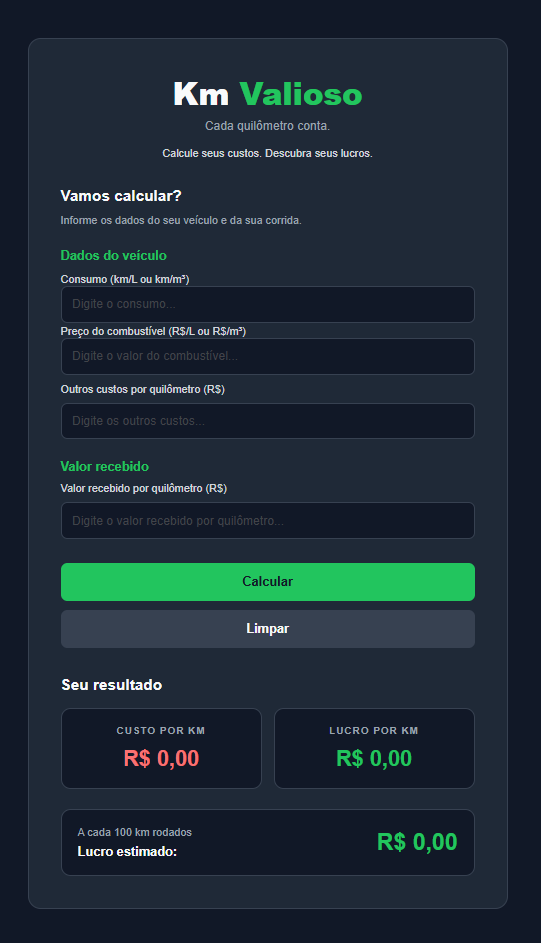 Km Valioso
Cada quilômetro conta.
Calcule seus custos. Descubra seus lucros.
Vamos calcular?
Informe os dados do seu veículo e da sua corrida.
Dados do veículo
Consumo (km/L ou km/m³)
Digite o consumo...
Preço do combustível (R$/L ou R$/m³)
Digite o valor do combustível...
Outros custos por quilômetro (R$)
Digite os outros custos...
Valor recebido
Valor recebido por quilômetro (R$)
Digite o valor recebido por quilômetro...
Calcular
Limpar
Seu resultado
CUSTO POR KM
R$ 0,00
LUCRO POR KM
R$ 0,00
A cada 100 km rodados
Lucro estimado:
R$ 0,00